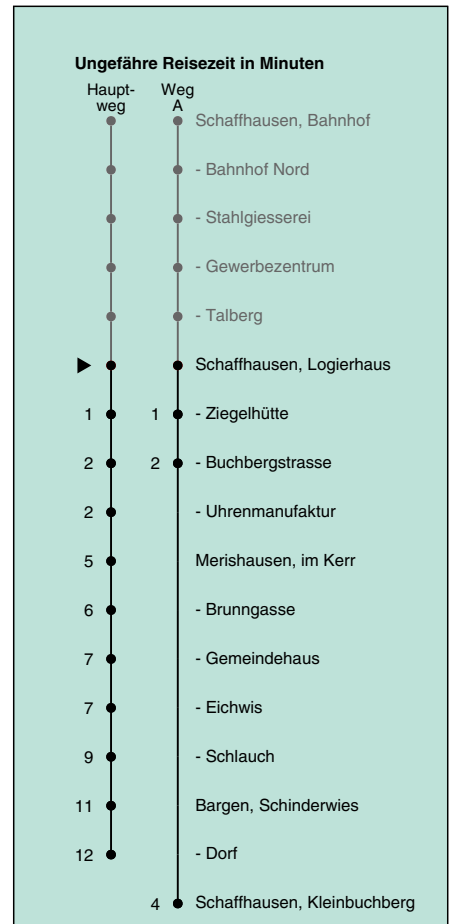 Ungefähre Reisezeit in Minuten
Haupt-
weg
Weg
A
Schaffhausen, Bahnhof
- Bahnhof Nord
- Stahlgiesserei
- Gewerbezentrum
- Talberg
Schaffhausen, Logierhaus
1 1 - Ziegelhütte
2 2 - Buchbergstrasse
2 - Uhrenmanufaktur
5 Merishausen, im Kerr
6 - Brunngasse
7 - Gemeindehaus
7 - Eichwis
9 - Schlauch
11 Bargen, Schinderwies
12 - Dorf
4 Schaffhausen, Kleinbuchberg